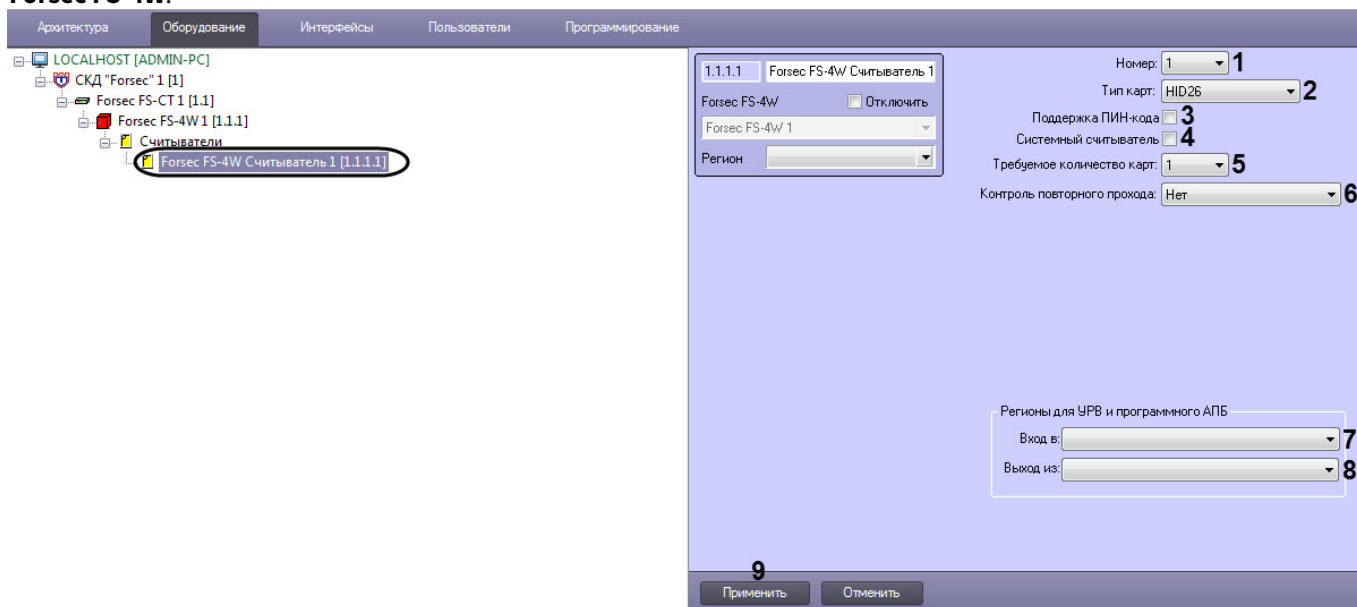 Forsec FS-4W.
Архитектура Оборудование Интерфейсы Пользователи Программирование
LOCALHOST [ADMIN-PC]
СКД "Forsec" 1 [1]
Forsec FS-CT 1 [1.1]
Forsec FS-4W 1 [1.1.1]
Считыватели
Forsec FS-4W Считыватель 1 [1.1.1.1]
1.1.1.1 Forsec FS-4W Считыватель 1
Forsec FS-4W Отключить
Forsec FS-4W 1
Регион
Номер: 1 1
Тип карт: HID26 2
Поддержка ПИН-кода 3
Системный считыватель 4
Требуемое количество карт: 1 5
Контроль повторного прохода: Нет 6
Регионы для УРВ и программного АПБ
Вход в: 7
Выход из: 8
9
Применить Отменить